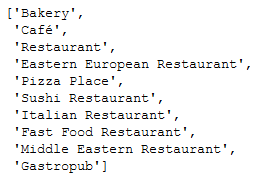 ['Bakery',
'Café',
'Restaurant',
'Eastern European Restaurant',
'Pizza Place',
'Sushi Restaurant',
'Italian Restaurant',
'Fast Food Restaurant',
'Middle Eastern Restaurant',
'Gastropub']